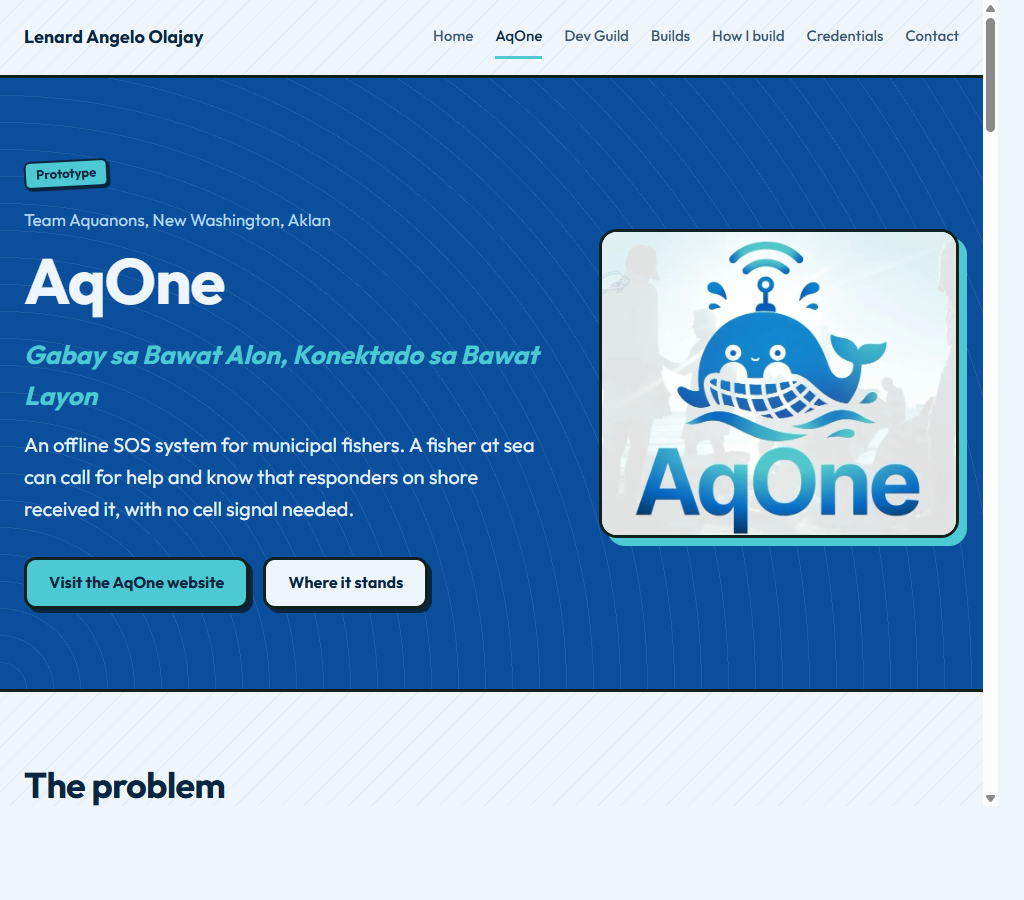 Lenard Angelo Olajay
Home AqOne Dev Guild Builds How I build Credentials Contact
Prototype
Team Aquanons, New Washington, Aklan
AqOne
Gabay sa Bawat Alon, Konektado sa Bawat
Layon
An offline SOS system for municipal fishers. A fisher at sea
can call for help and know that responders on shore
received it, with no cell signal needed.
Visit the AqOne website
Where it stands
AqOne
The problem